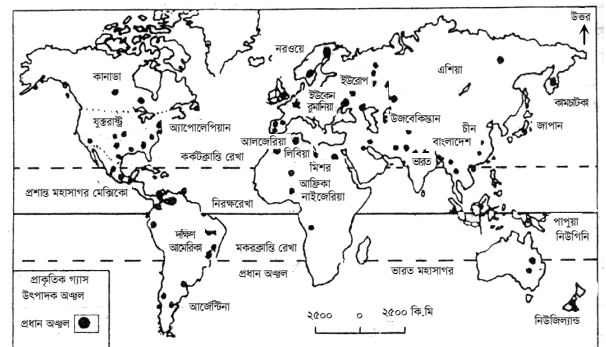 উত্তর
নরওয়ে
কানাডা
ইউরোপ
এশিয়া
ইউক্রেন
রুমানিয়া
কামচাটকা
যুক্তরাষ্ট্র
অ্যাপোলেপিয়ান
উজবেকিস্তান
চীন
জাপান
আলজেরিয়া
বাংলাদেশ
লিবিয়া
ভারত
কর্কটক্রান্তি রেখা
মিশর
প্রশান্ত মহাসাগর মেক্সিকো
আফ্রিকা
নাইজেরিয়া
নিরক্ষরেখা
পাপুয়া
নিউগিনি
দক্ষিণ
আমেরিকা
মকরক্রান্তি রেখা
প্রধান অঞ্চল
ভারত মহাসাগর
প্রাকৃতিক গ্যাস
উৎপাদক অঞ্চল
প্রধান অঞ্চল
আর্জেন্টিনা
২৫০০ ০ ২৫০০ কি.মি
নিউজিল্যান্ড